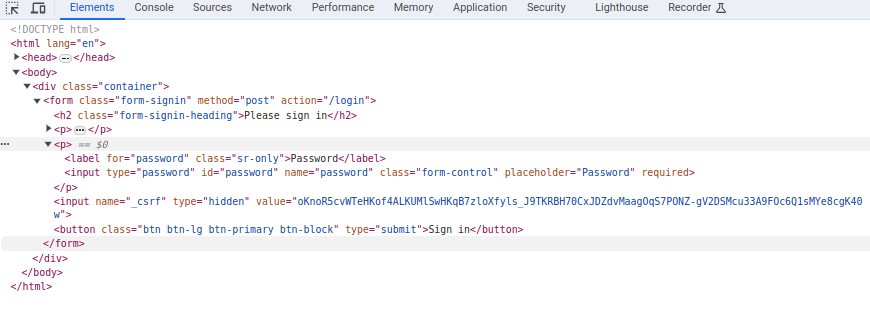 Elements Console Sources Network Performance Memory Application Security Lighthouse Recorder
<!DOCTYPE html>
<html lang="en">
<head> ••• </head>
<body>
<div class="container">
<form class="form-signin" method="post" action="/login">
<h2 class="form-signin-heading">Please sign in</h2>
<p> ••• </p>
••• <p> == $0
<label for="password" class="sr-only">Password</label>
<input type="password" id="password" name="password" class="form-control" placeholder="Password" required>
</p>
<input name="_csrf" type="hidden" value="oKnoR5cvWTeHKof4ALKUMlSwHKqB7zloXfyls_J9TKRBH70CxJDZdvMaagOqS7PONZ-gV2DSMcu33A9FOc6Q1sMYe8cgK40
w">
<button class="btn btn-lg btn-primary btn-block" type="submit">Sign in</button>
</form>
</div>
</body>
</html>